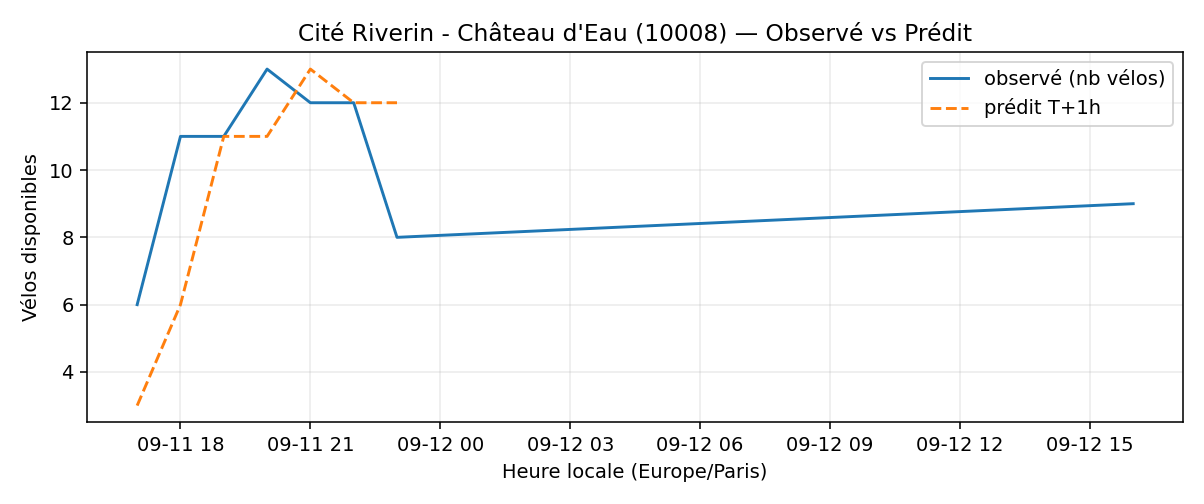 Cité Riverin - Château d'Eau (10008) — Observé vs Prédit
observé (nb vélos)
prédit T+1h
Vélos disponibles
12
10
8
6
4
09-11 18
09-11 21
09-12 00
09-12 03
09-12 06
09-12 09
09-12 12
09-12 15
Heure locale (Europe/Paris)